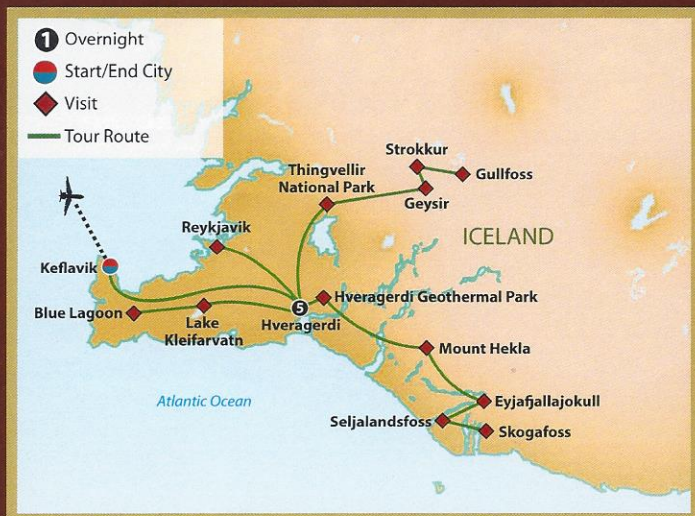 1 Overnight
Start/End City
Visit
Tour Route
Strokkur
Gullfoss
Thingvellir
National Park
Geysir
Reykjavik
ICELAND
Keflavik
Hveragerdi Geothermal Park
Blue Lagoon
5
Lake
Kleifarvatn
Hveragerdi
Mount Hekla
Atlantic Ocean
Eyjafjallajokull
Seljalandsfoss
Skogafoss